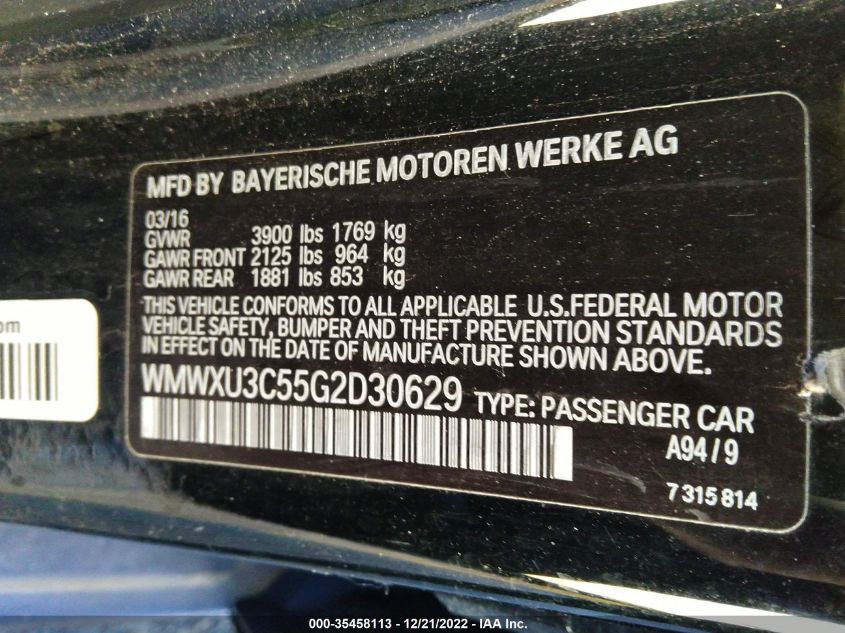 MFD BY BAYERISCHE MOTOREN WERKE AG
03/16
GVWR 3900 lbs 1769 kg
GAWR FRONT 2125 lbs 964 kg
GAWR REAR 1881 lbs 853 kg
THIS VEHICLE CONFORMS TO ALL APPLICABLE U.S.FEDERAL MOTOR
VEHICLE SAFETY, BUMPER AND THEFT PREVENTION STANDARDS
IN EFFECT ON THE DATE OF MANUFACTURE SHOWN ABOVE.
WMWXU3C55G2D30629 TYPE: PASSENGER CAR
A94/9
7 315 814
000-35458113 - 12/21/2022 - IAA Inc.